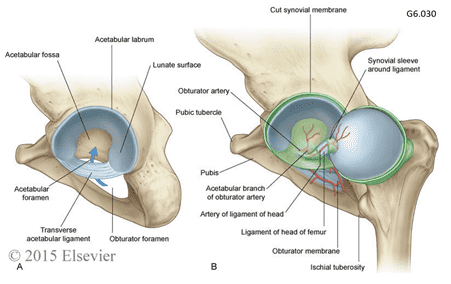 G6.030
Cut synovial membrane
Acetabular labrum
Acetabular fossa
Lunate surface
Synovial sleeve
around ligament
Obturator artery
Pubic tubercle
Pubis
Acetabular
foramen
Acetabular branch
of obturator artery
Artery of ligament of head
Transverse
acetabular ligament
Obturator foramen
Ligament of head of femur
Obturator membrane
Ischial tuberosity
© 2015 Elsevier
A
B